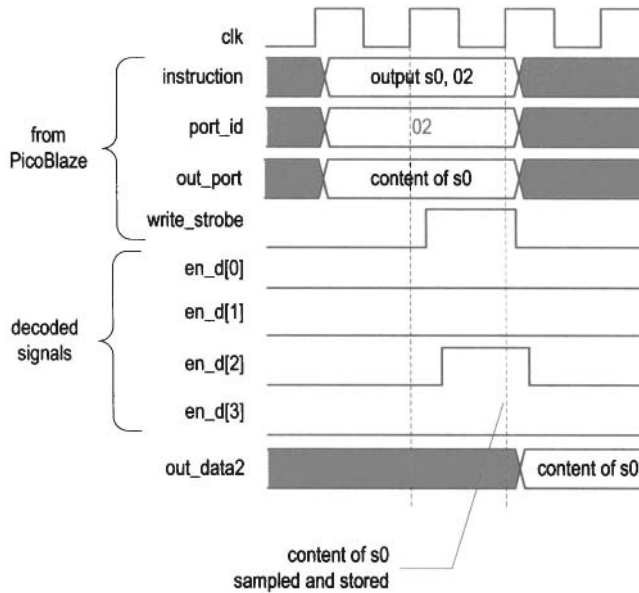 clk
instruction
output s0, 02
from
PicoBlaze
port_id
02
out_port
content of s0
write_strobe
decoded
signals
en_d[0]
en_d[1]
en_d[2]
en_d[3]
out_data2
content of s0
content of s0
sampled and stored